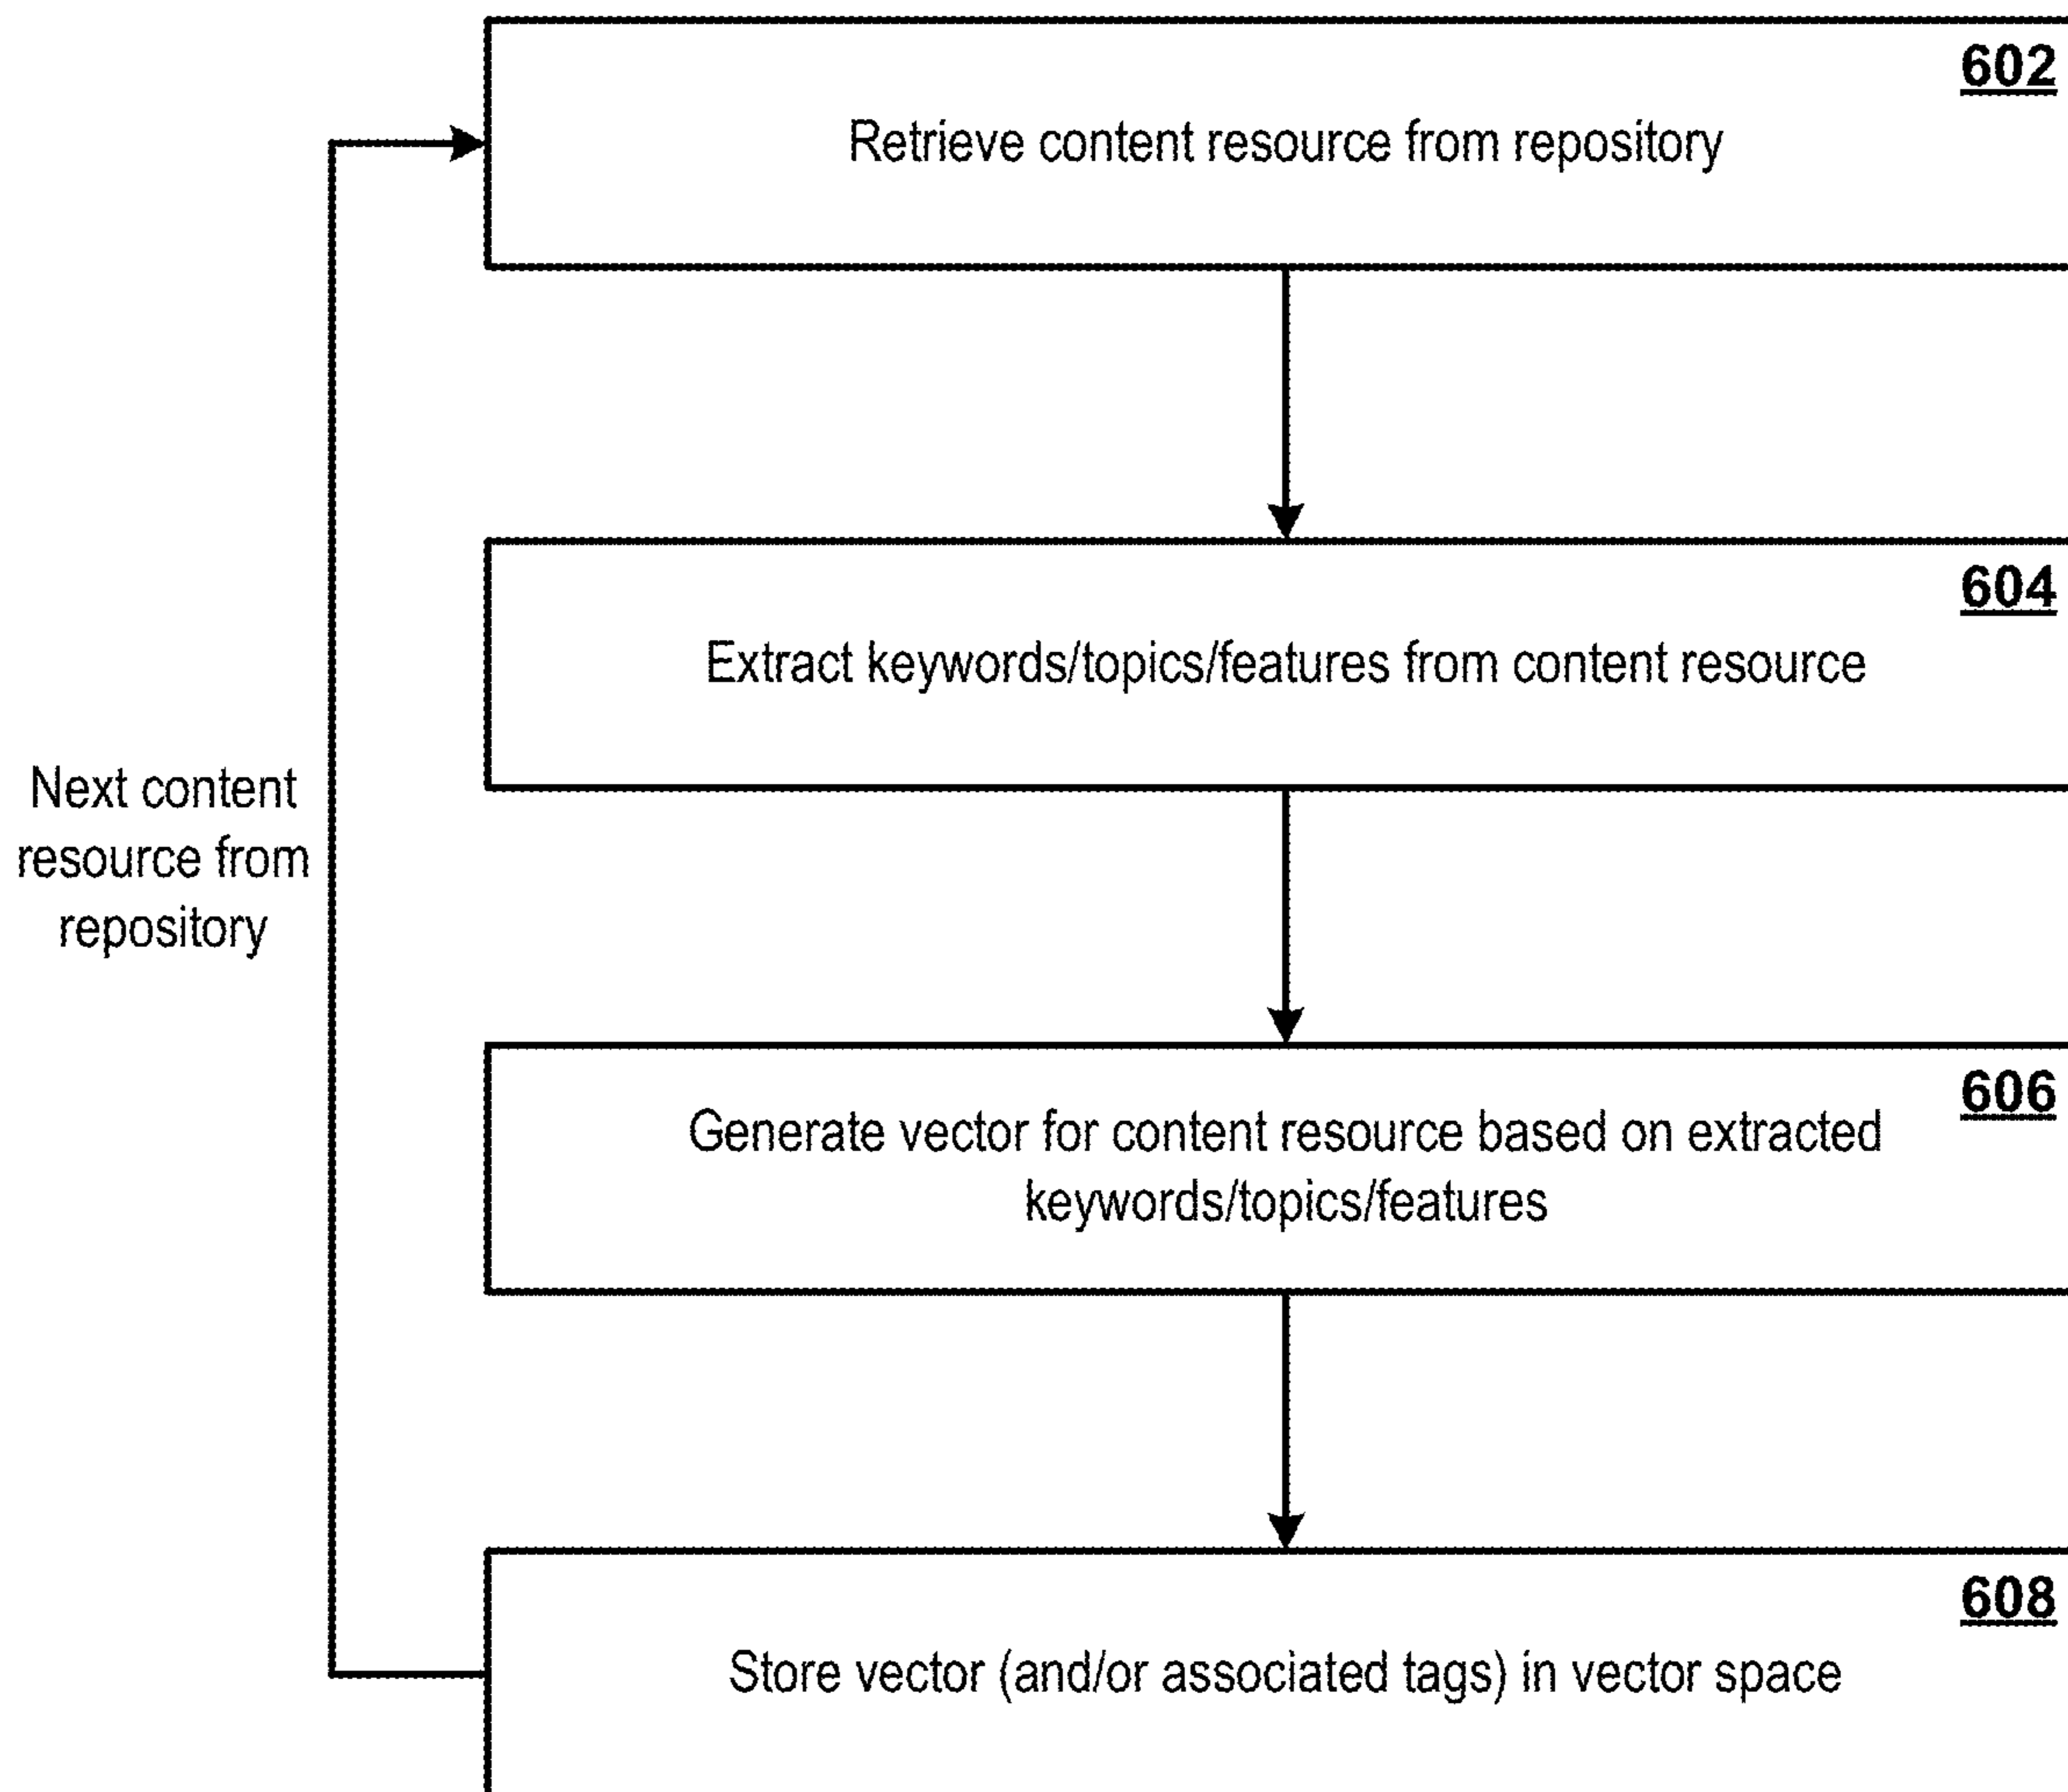 602
Retrieve content resource from repository
604
Extract keywords/topics/features from content resource
Next content
resource from
repository
606
Generate vector for content resource based on extracted
keywords/topics/features
608
Store vector (and/or associated tags) in vector space